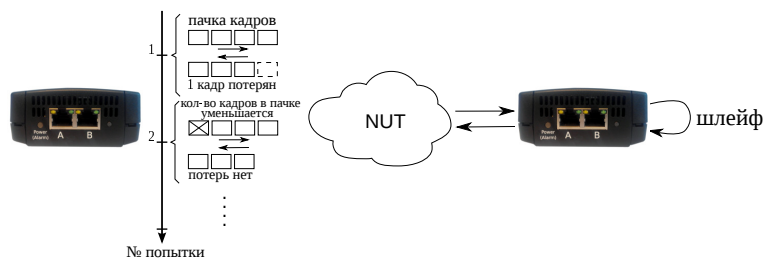 пачка кадров
1
1 кадр потерян
кол-во кадров в пачке
уменьшается
2
потерь нет
№ попытки
Power
(Alarm)
A
B
NUT
Power
(Alarm)
A
B
шлейф